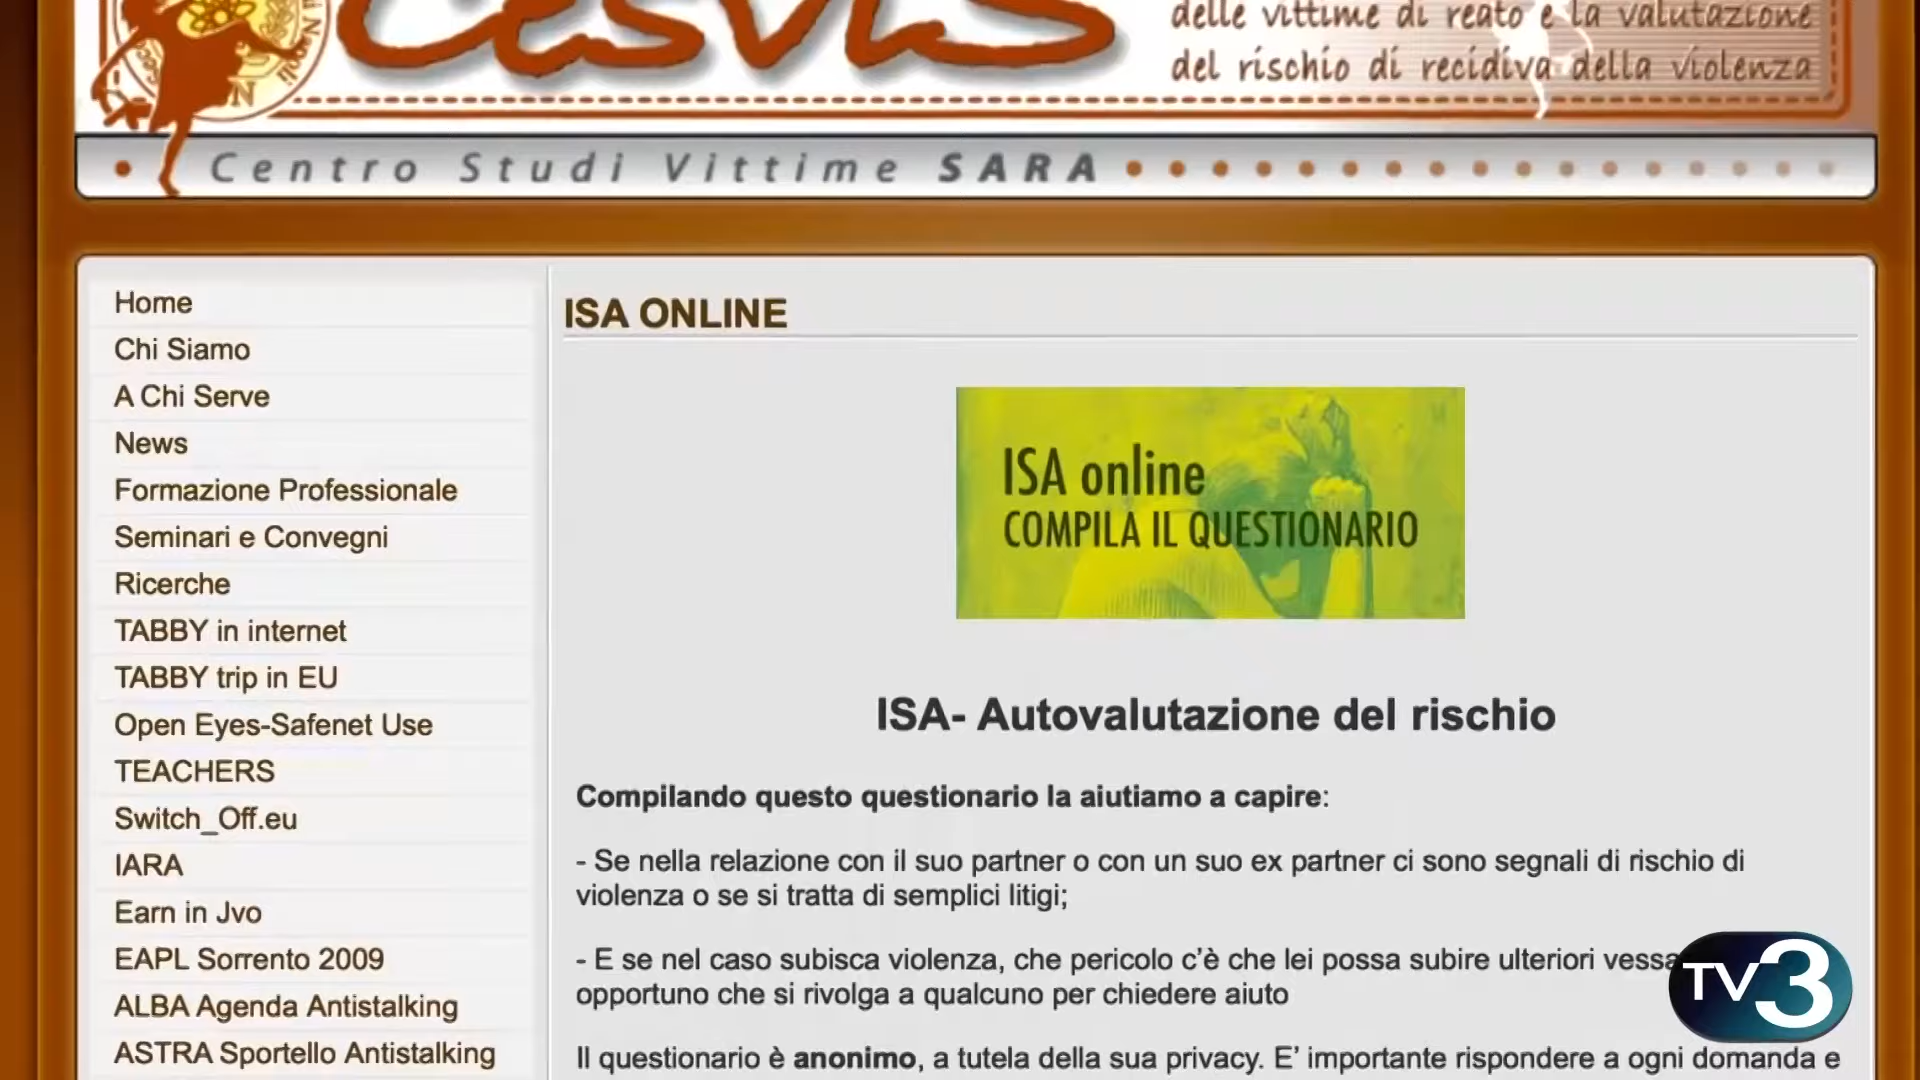 CesVis
delle vittime di reato e la valutazione
del rischio di recidiva della violenza
Centro Studi Vittime SARA
Home
Chi Siamo
A Chi Serve
News
Formazione Professionale
Seminari e Convegni
Ricerche
TABBY in internet
TABBY trip in EU
Open Eyes-Safenet Use
TEACHERS
Switch_Off.eu
IARA
Earn in Jvo
EAPL Sorrento 2009
ALBA Agenda Antistalking
ASTRA Sportello Antistalking
ISA ONLINE
ISA online
COMPILA IL QUESTIONARIO
ISA- Autovalutazione del rischio
Compilando questo questionario la aiutiamo a capire:
- Se nella relazione con il suo partner o con un suo ex partner ci sono segnali di rischio di
violenza o se si tratta di semplici litigi;
- E se nel caso subisca violenza, che pericolo c’è che lei possa subire ulteriori vessa
opportuno che si rivolga a qualcuno per chiedere aiuto
Il questionario è anonimo, a tutela della sua privacy. E’ importante rispondere a ogni domanda e
TV3